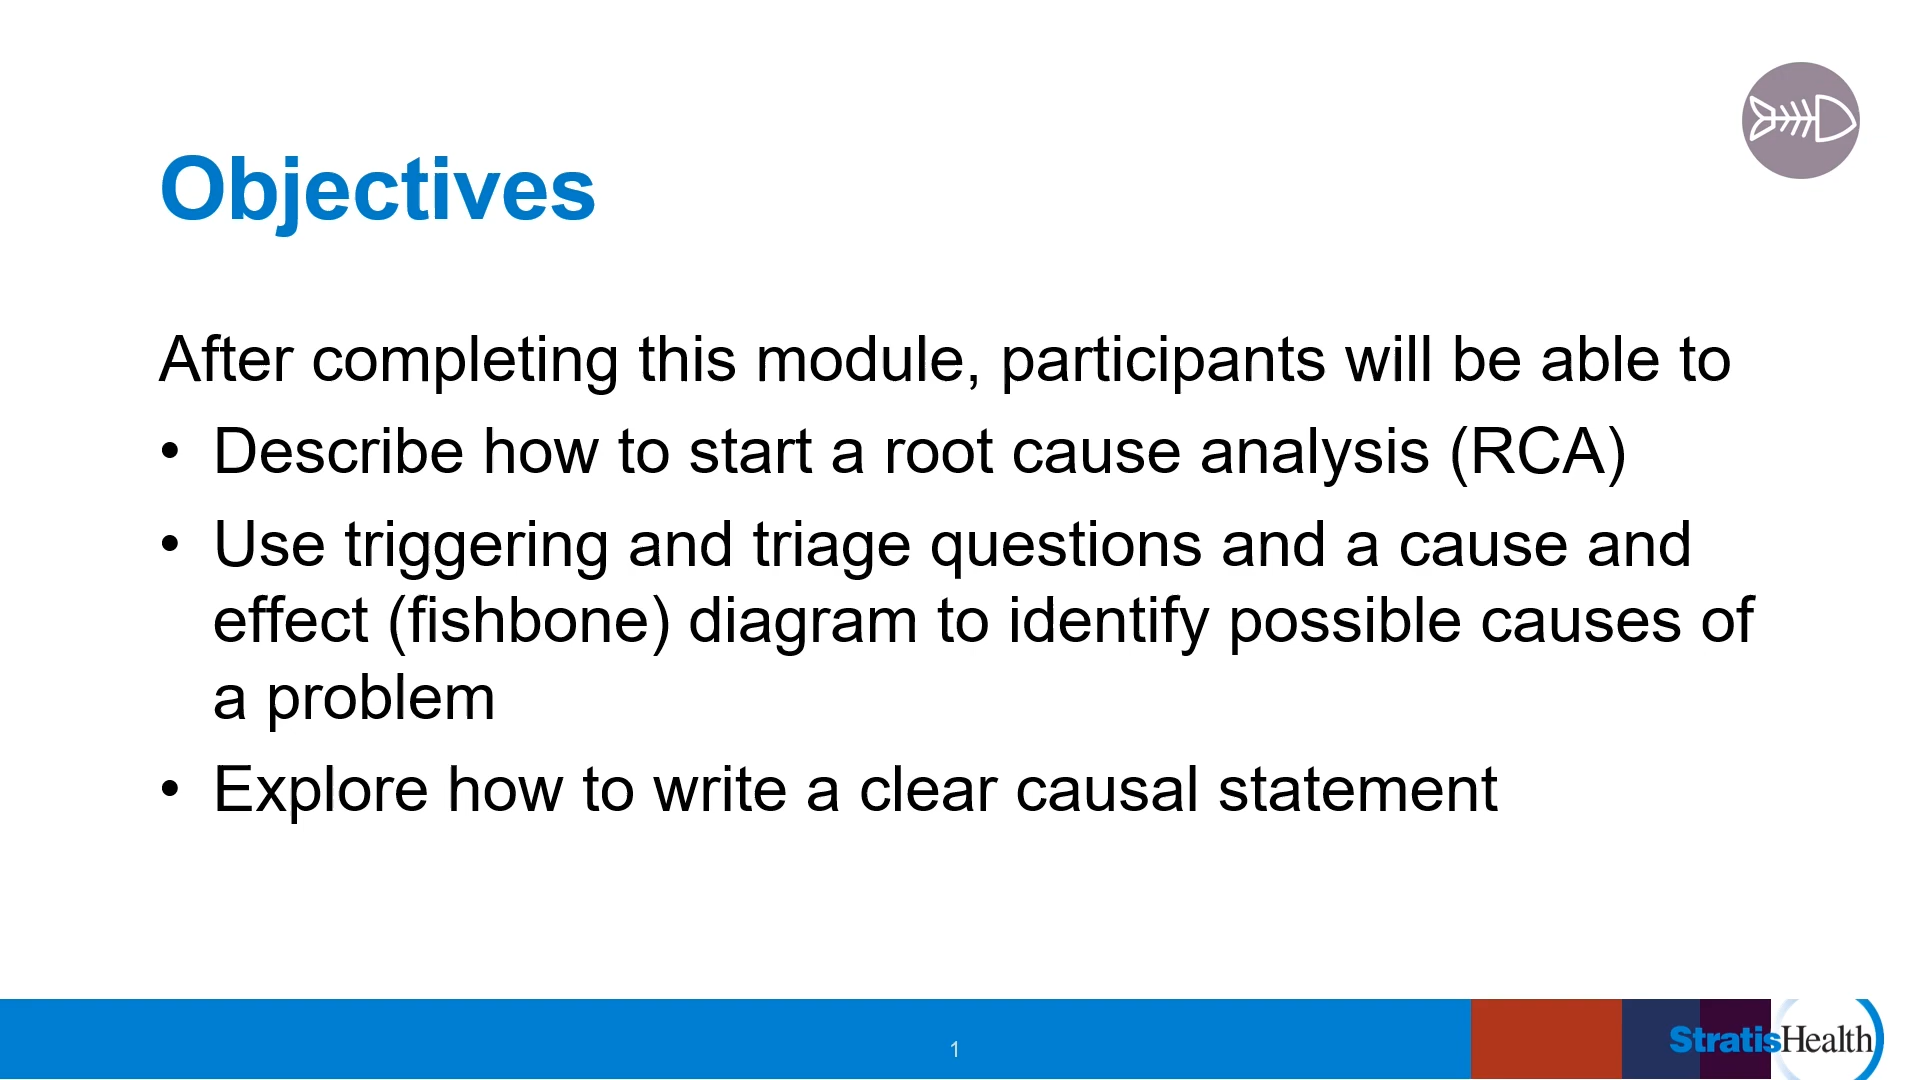 Objectives
After completing this module, participants will be able to
• Describe how to start a root cause analysis (RCA)
• Use triggering and triage questions and a cause and
effect (fishbone) diagram to identify possible causes of
a problem
• Explore how to write a clear causal statement
1
StratisHealth